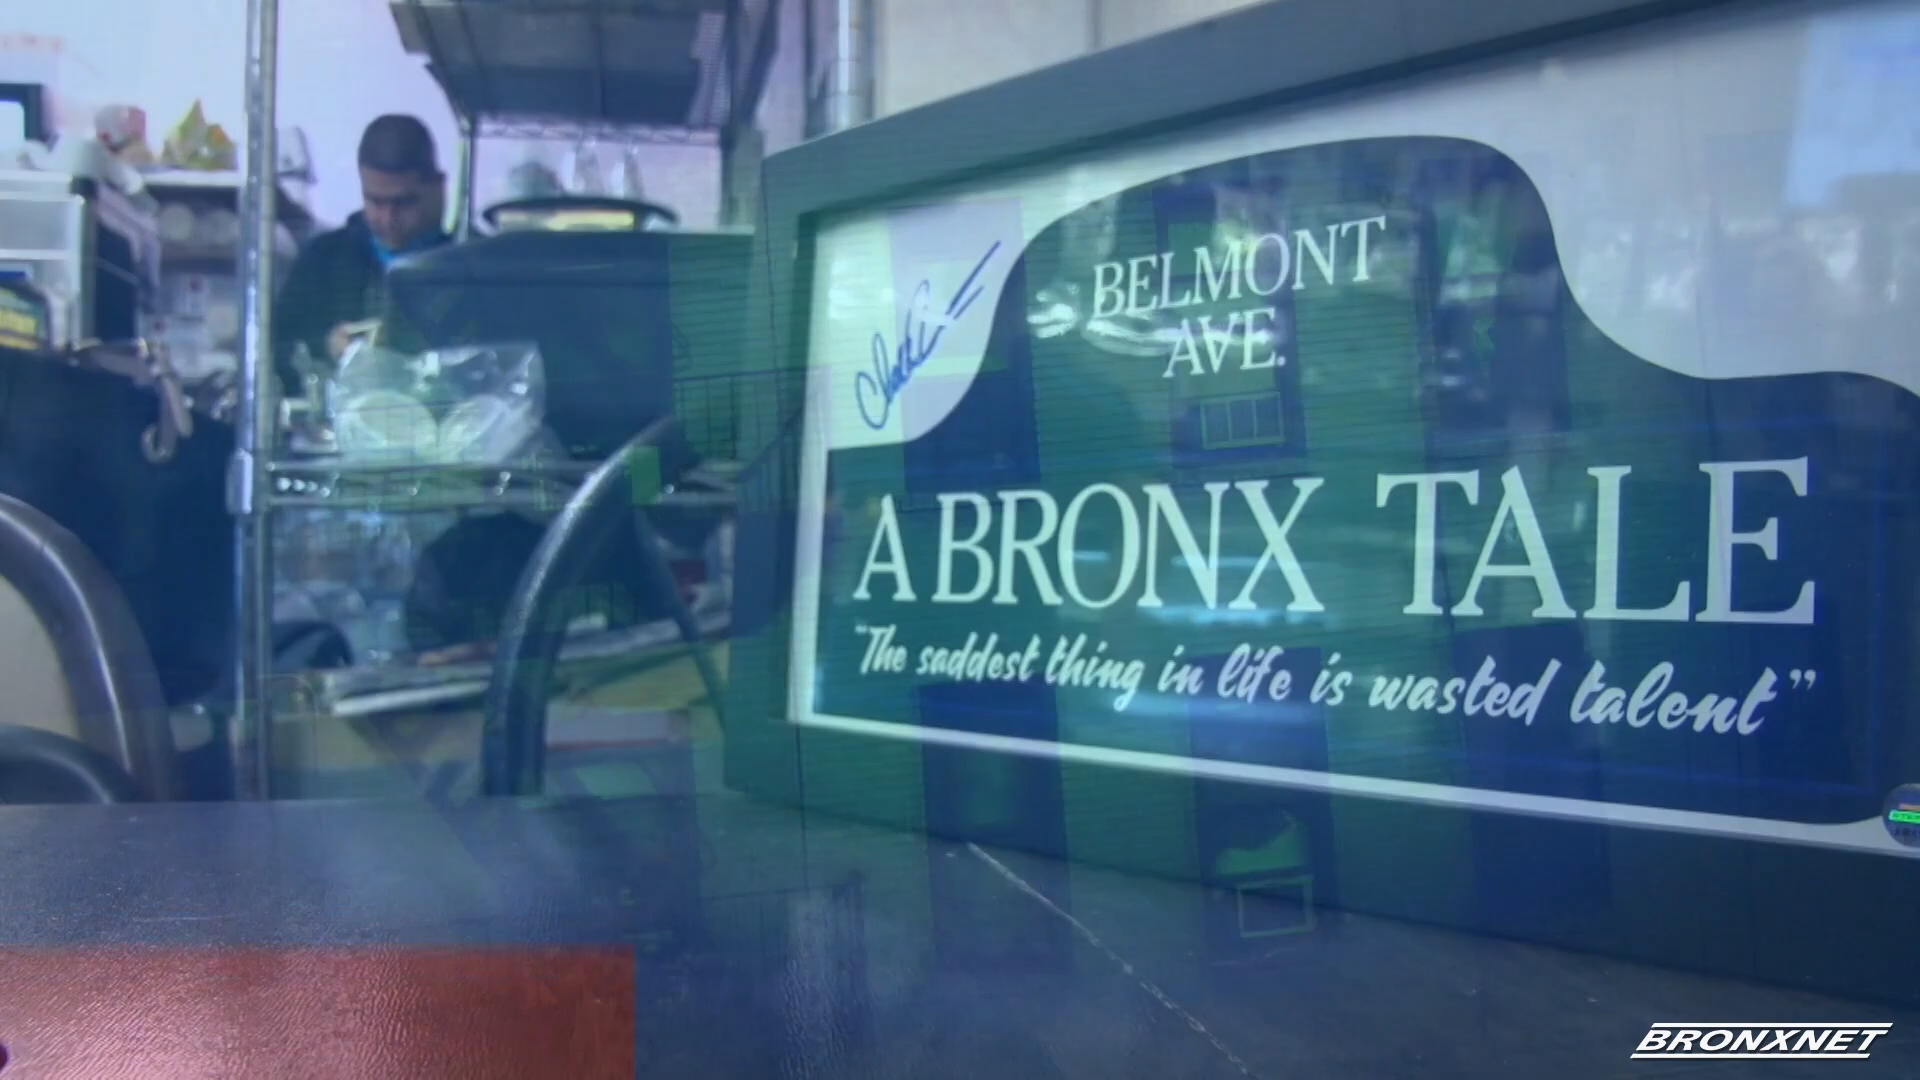 BELMONT
AVE.
A BRONX TALE
"The saddest thing in life is wasted talent"
BRONXNET